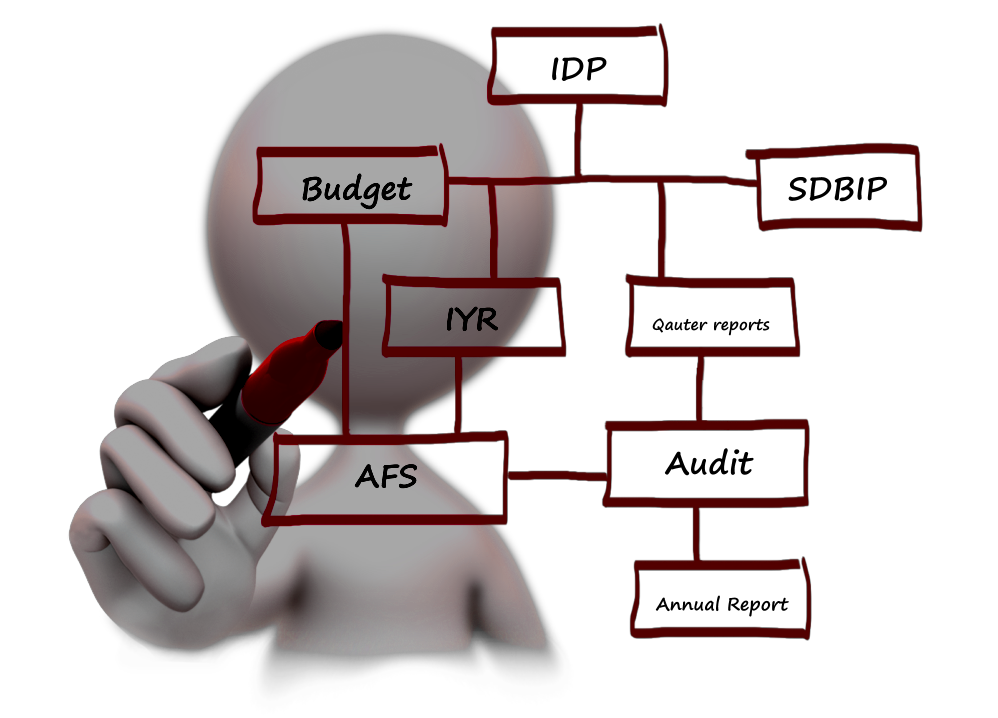 IDP
Budget
SDBIP
IYR
Qauter reports
AFS
Audit
Annual Report